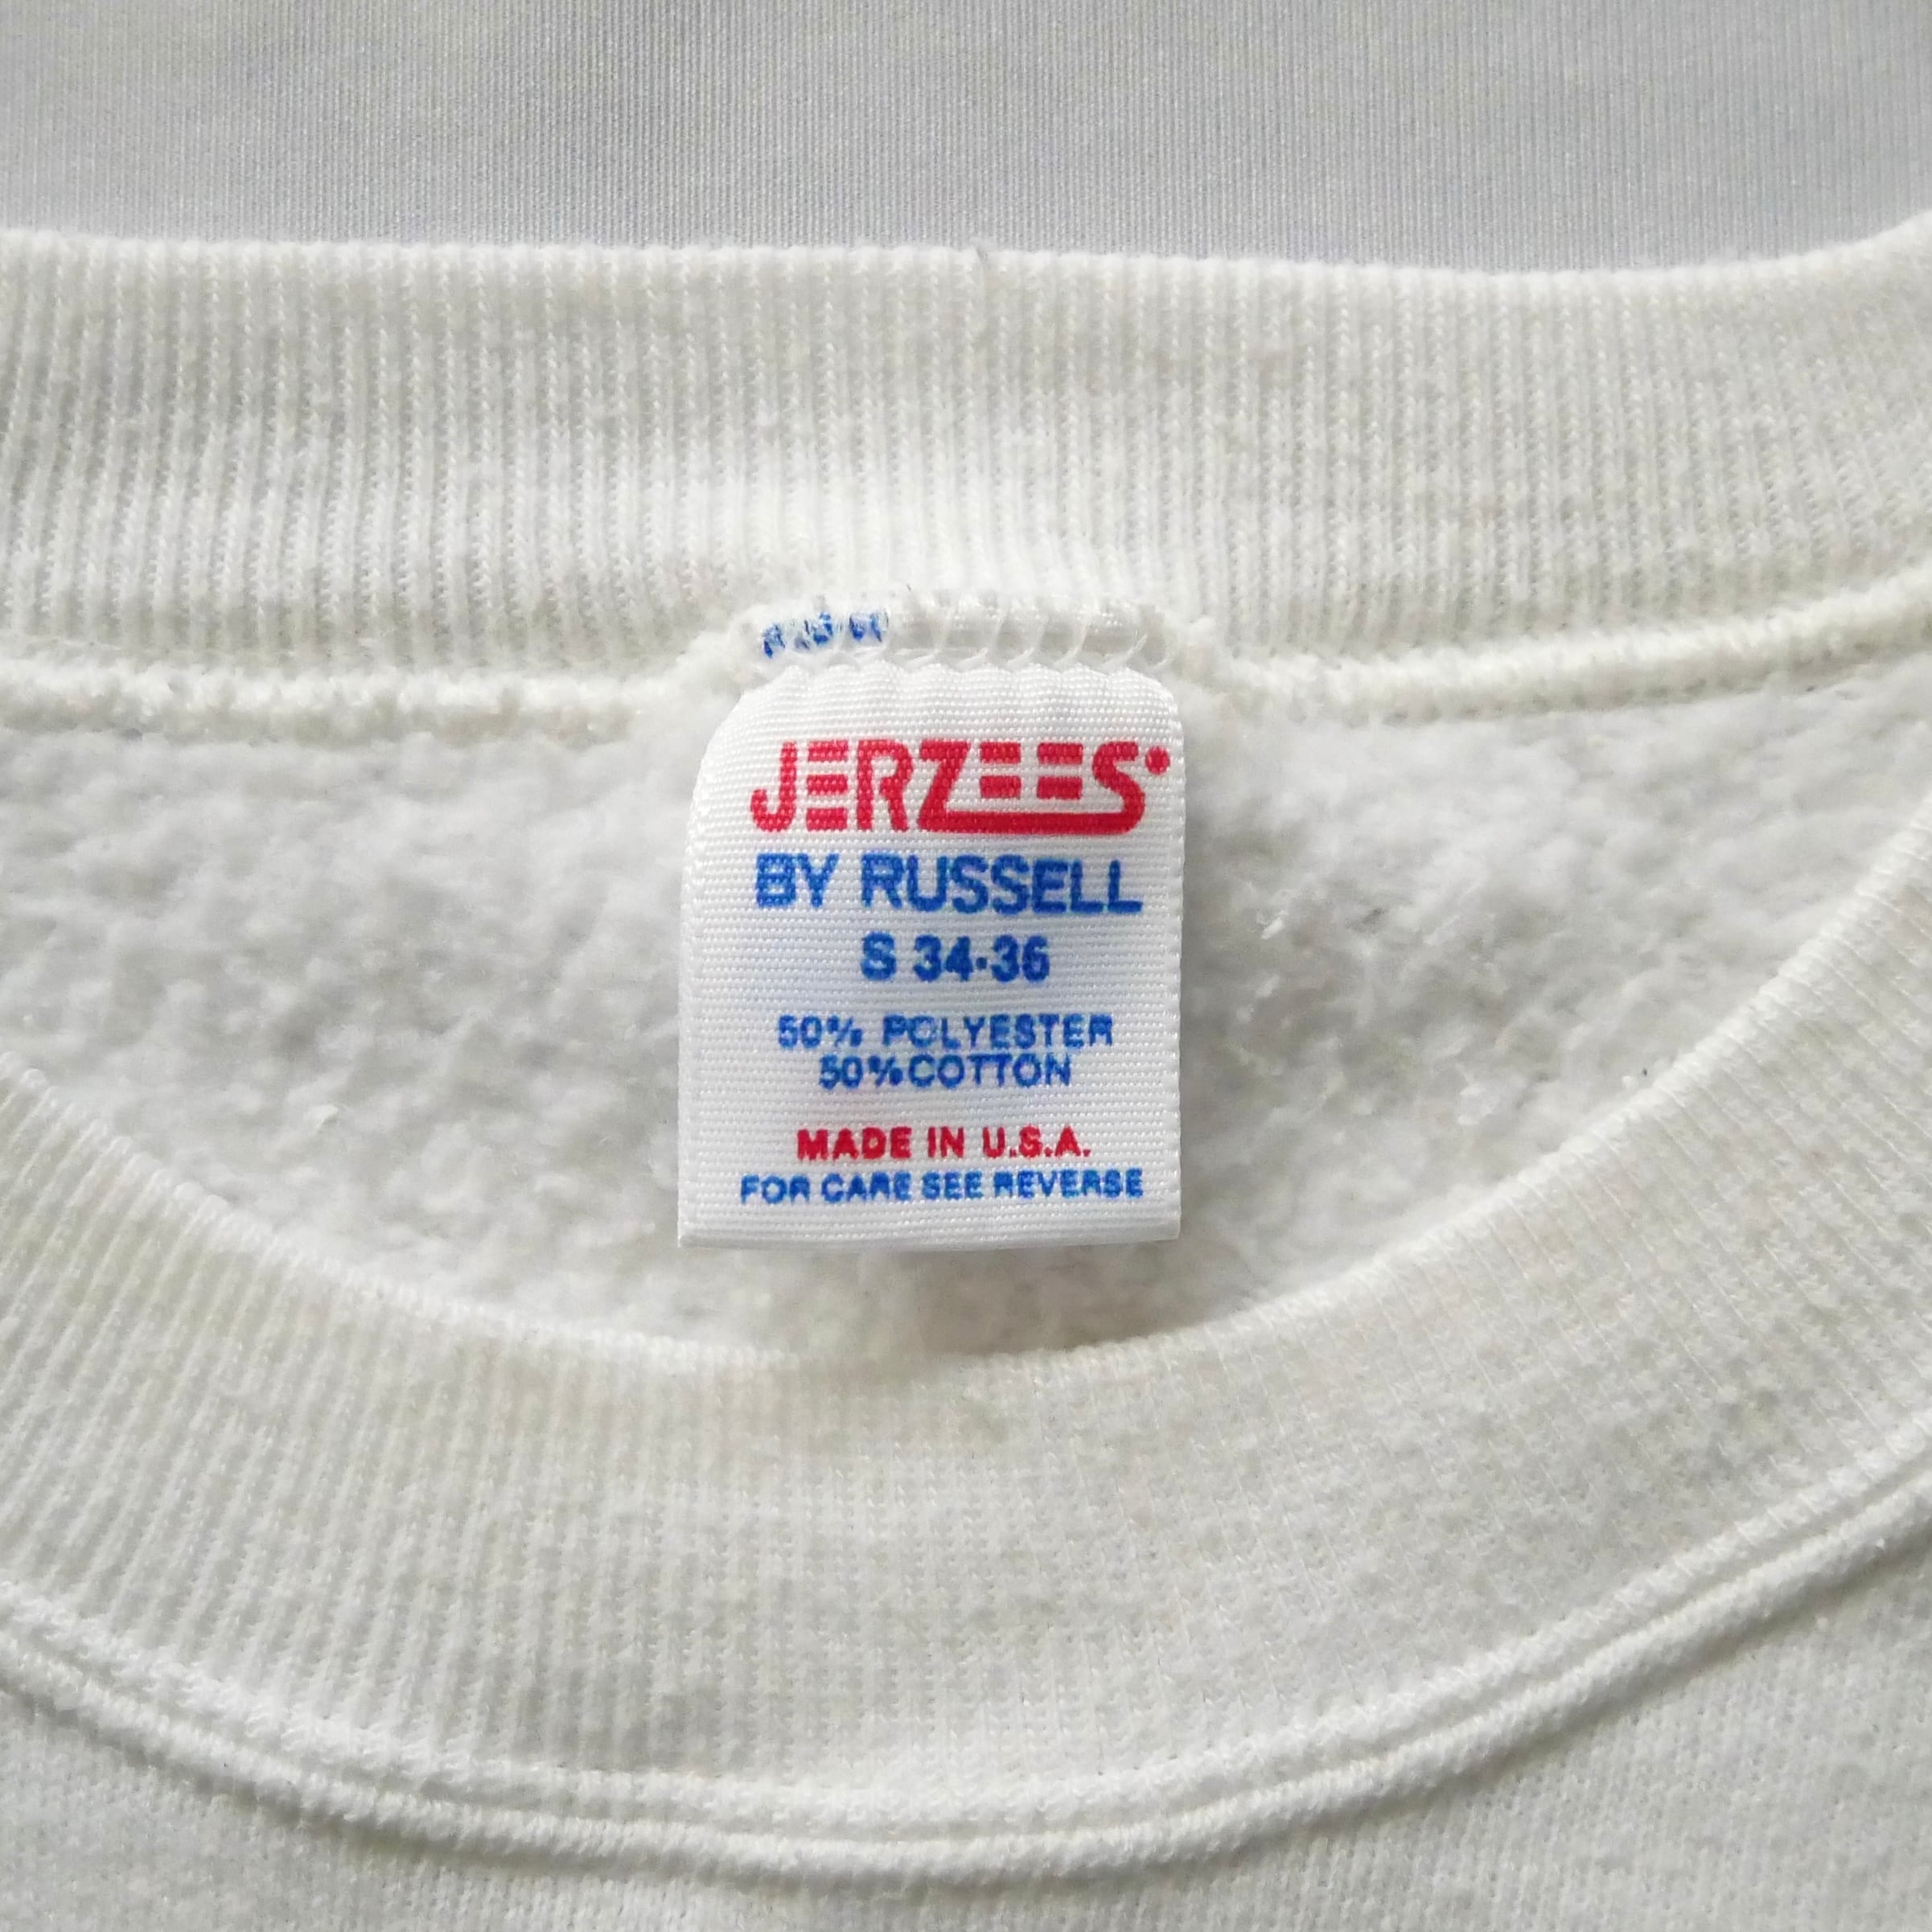 JERZEES
BY RUSSELL
S 34-36
50% POLYESTER
50% COTTON
MADE IN U.S.A.
FOR CARE SEE REVERSE